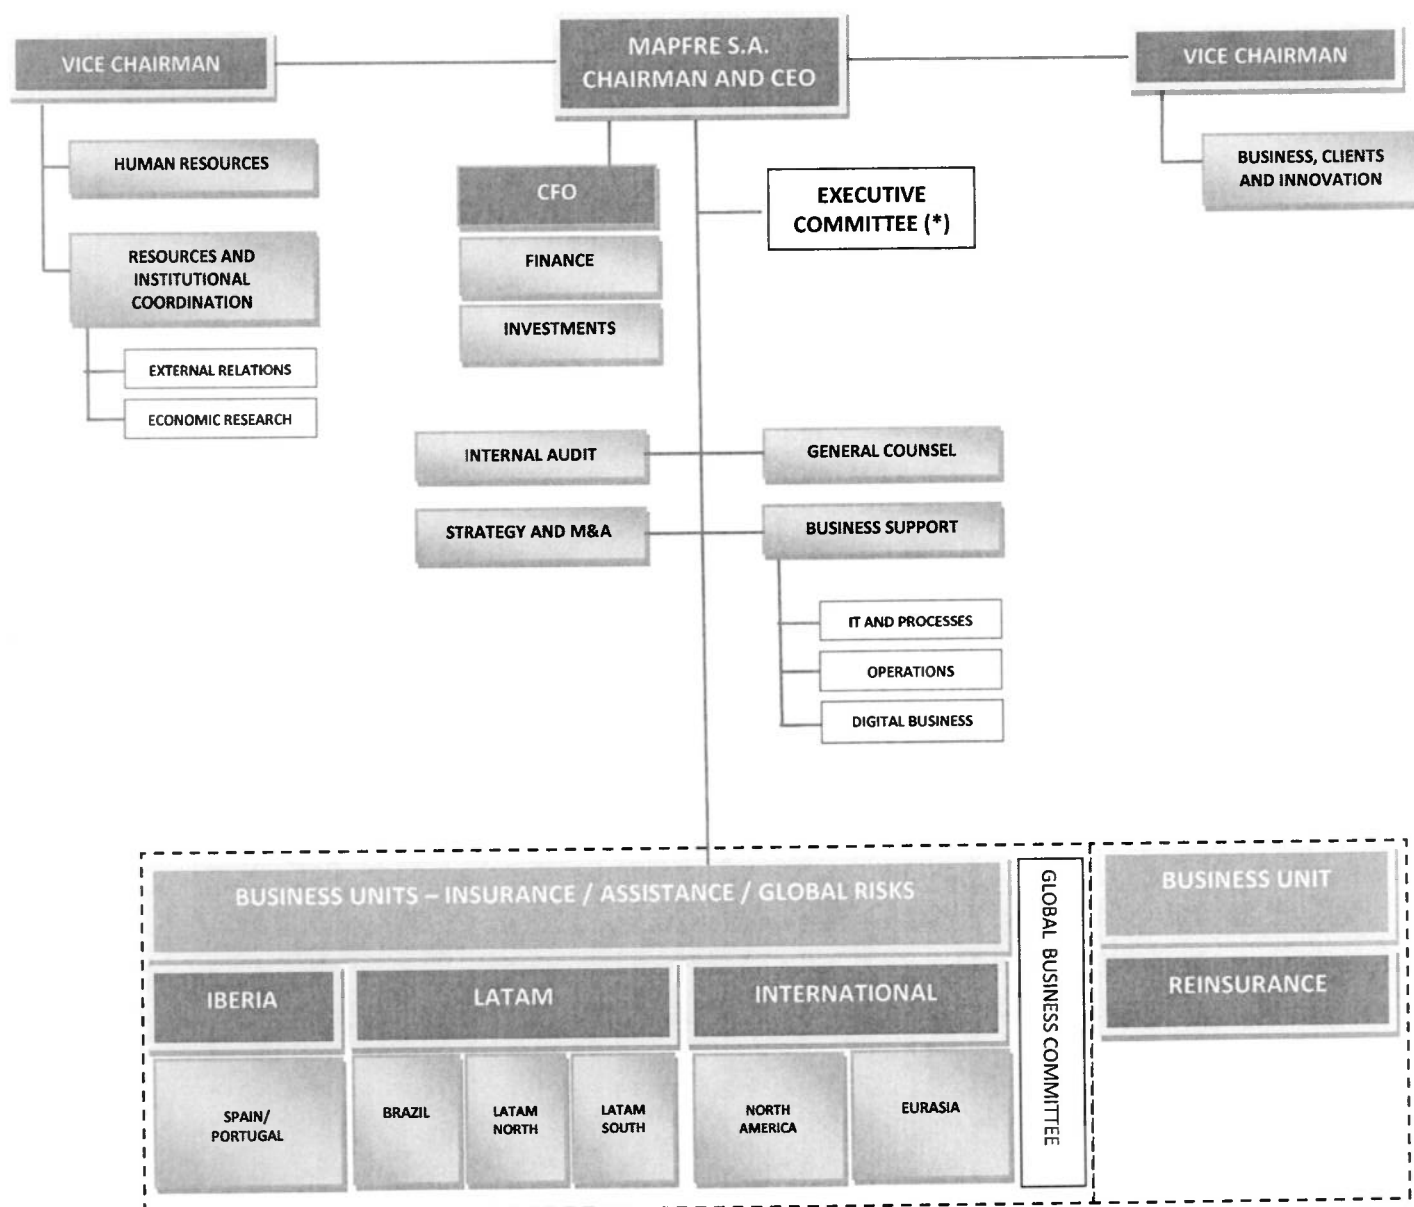 VICE CHAIRMAN
MAPFRE S.A.
CHAIRMAN AND CEO
VICE CHAIRMAN
HUMAN RESOURCES
RESOURCES AND
INSTITUTIONAL
COORDINATION
EXTERNAL RELATIONS
ECONOMIC RESEARCH
CFO
FINANCE
INVESTMENTS
EXECUTIVE
COMMITTEE (*)
BUSINESS, CLIENTS
AND INNOVATION
INTERNAL AUDIT
GENERAL COUNSEL
STRATEGY AND M&A
BUSINESS SUPPORT
IT AND PROCESSES
OPERATIONS
DIGITAL BUSINESS
BUSINESS UNITS – INSURANCE / ASSISTANCE / GLOBAL RISKS
IBERIA
LATAM
INTERNATIONAL
SPAIN/
PORTUGAL
BRAZIL
LATAM
NORTH
LATAM
SOUTH
NORTH
AMERICA
EURASIA
GLOBAL BUSINESS COMMITTEE
BUSINESS UNIT
REINSURANCE